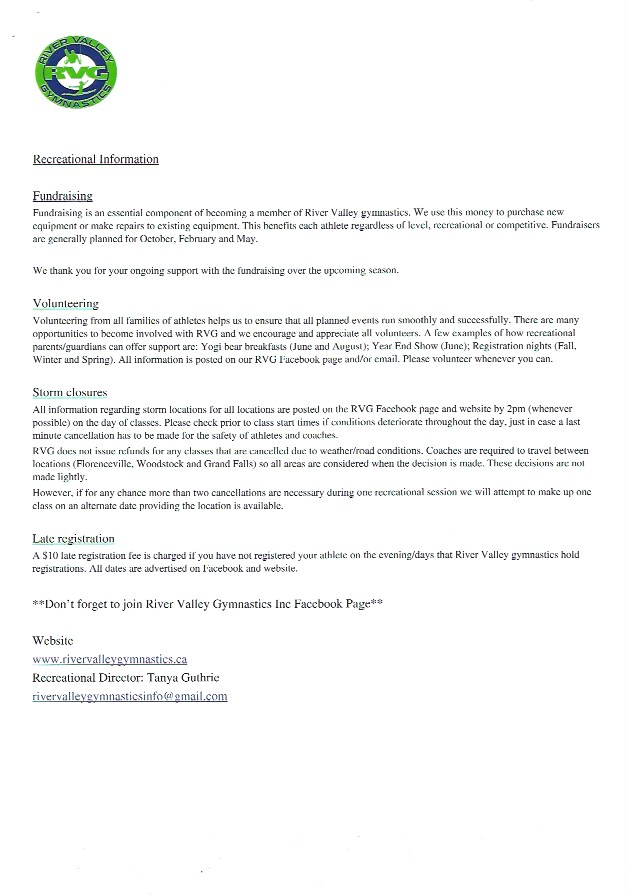 RIVER VALLEY
RVG
GYMNASTICS
Recreational Information
Fundraising
Fundraising is an essential component of becoming a member of River Valley gymnastics. We use this money to purchase new
equipment or make repairs to existing equipment. This benefits each athlete regardless of level, recreational or competitive. Fundraisers
are generally planned for October, February and May.
We thank you for your ongoing support with the fundraising over the upcoming season.
Volunteering
Volunteering from all families of athletes helps us to ensure that all planned events run smoothly and successfully. There are many
opportunities to become involved with RVG and we encourage and appreciate all volunteers. A few examples of how recreational
parents/guardians can offer support are: Yogi bear breakfasts (June and August); Year End Show (June); Registration nights (Fall,
Winter and Spring). All information is posted on our RVG Facebook page and/or email. Please volunteer whenever you can.
Storm closures
All information regarding storm locations for all locations are posted on the RVG Facebook page and website by 2pm (whenever
possible) on the day of classes. Please check prior to class start times if conditions deteriorate throughout the day, just in case a last
minute cancellation has to be made for the safety of athletes and coaches.
RVG does not issue refunds for any classes that are cancelled due to weather/road conditions. Coaches are required to travel between
locations (Florenceville, Woodstock and Grand Falls) so all areas are considered when the decision is made. These decisions are not
made lightly.
However, if for any chance more than two cancellations are necessary during one recreational session we will attempt to make up one
class on an alternate date providing the location is available.
Late registration
A $10 late registration fee is charged if you have not registered your athlete on the evening/days that River Valley gymnastics hold
registrations. All dates are advertised on Facebook and website.
**Don't forget to join River Valley Gymnastics Inc Facebook Page**
Website
www.rivervalleygymnastics.ca
Recreational Director: Tanya Guthrie
rivervalleygymnasticsinfo@gmail.com